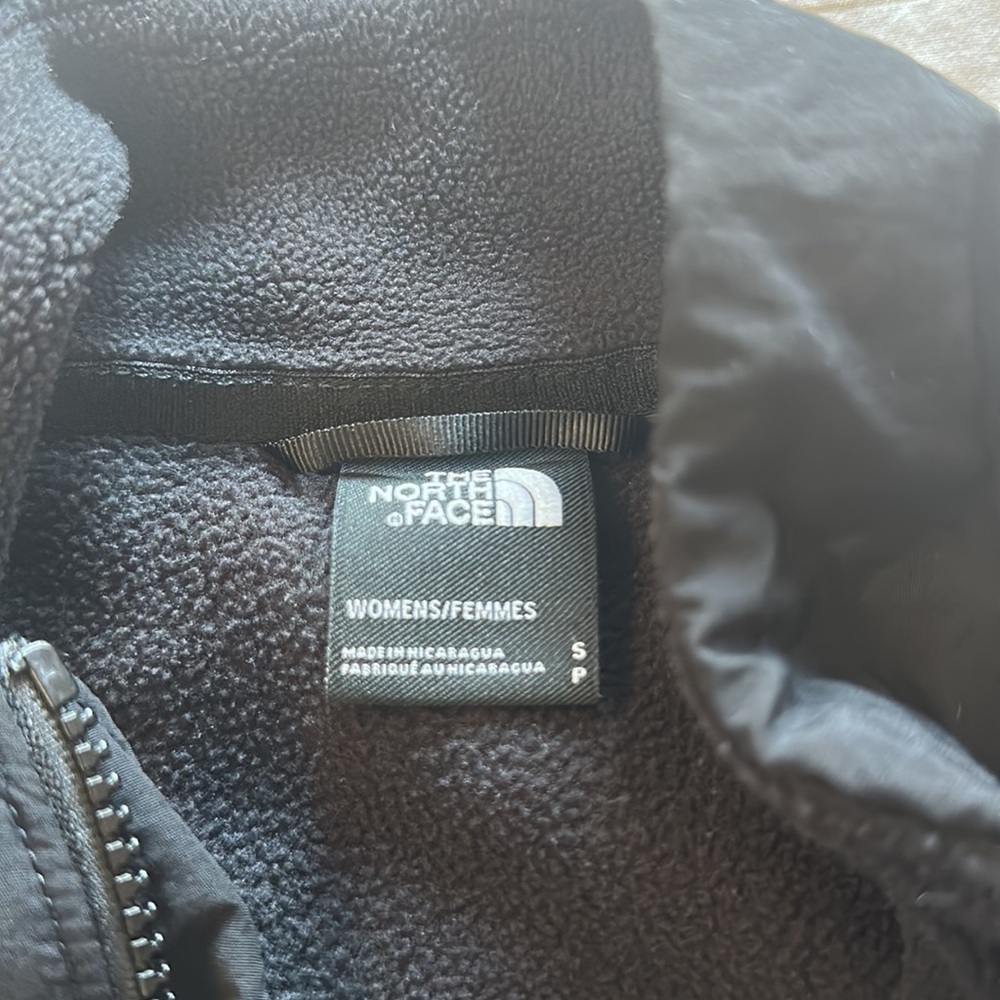 THE
NORTH
®FACE
WOMENS/FEMMES
MADE IN NICARAGUA
FABRIQUÉ AU NICARAGUA
S
P